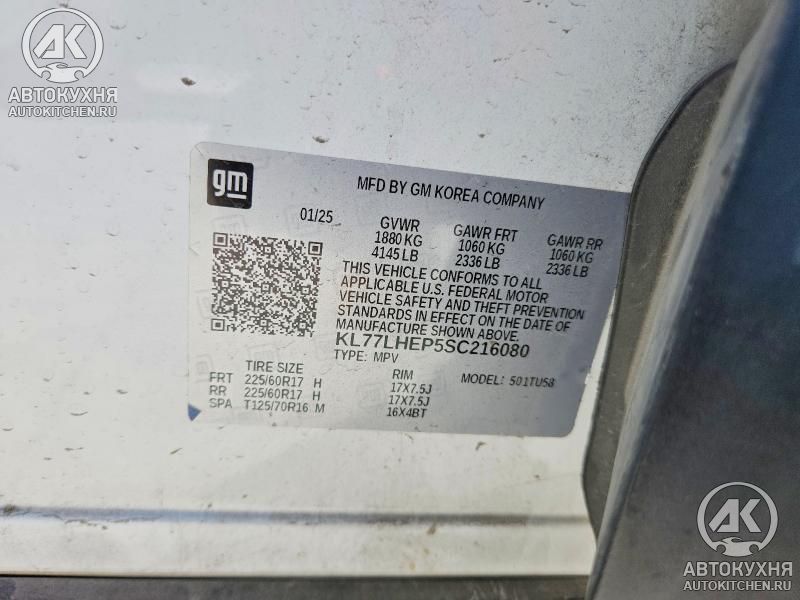 AK
АВТОКУХНЯ
AUTOKITCHEN.RU
gm
MFD BY GM KOREA COMPANY
01/25
GVWR GAWR FRT GAWR RR
1880 KG 1060 KG 1060 KG
4145 LB 2336 LB 2336 LB
THIS VEHICLE CONFORMS TO ALL
APPLICABLE U.S. FEDERAL MOTOR
VEHICLE SAFETY AND THEFT PREVENTION
STANDARDS IN EFFECT ON THE DATE OF
MANUFACTURE SHOWN ABOVE.
KL77LHEP5SC216080
TYPE: MPV
MODEL: 501TU58
TIRE SIZE RIM
FRT 225/60R17 H 17X7.5J
RR 225/60R17 H 17X7.5J
SPA T125/70R16 M 16X4BT
AK
АВТОКУХНЯ
AUTOKITCHEN.RU